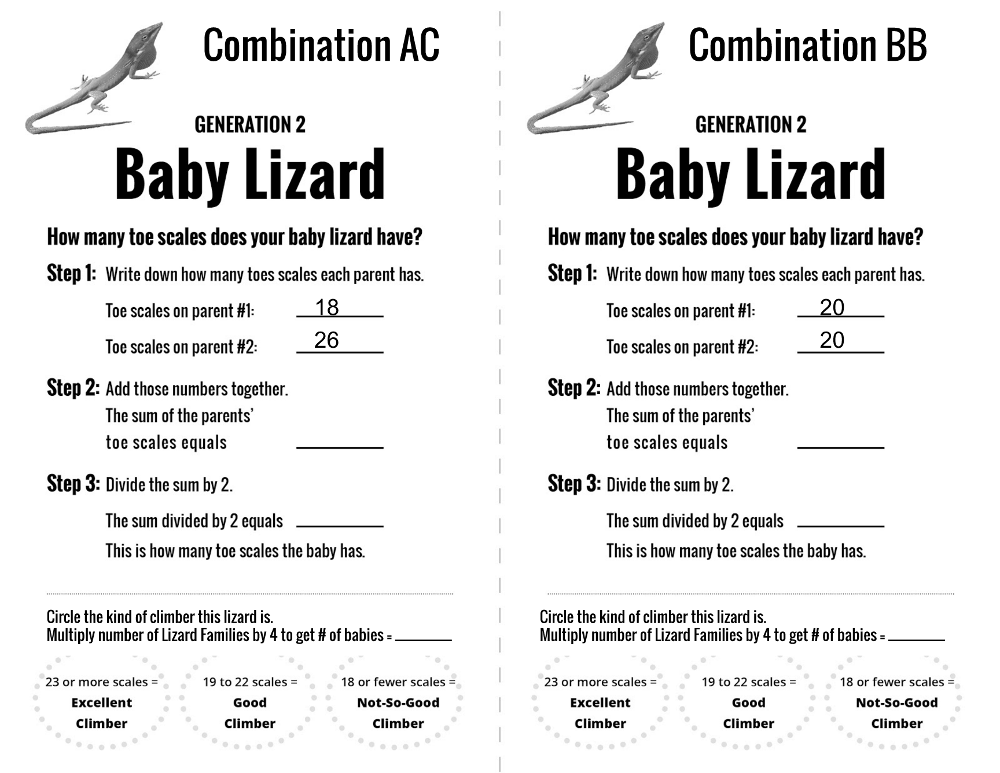 Combination AC
GENERATION 2
Baby Lizard
How many toe scales does your baby lizard have?
Step 1: Write down how many toes scales each parent has.
Toe scales on parent #1: 18
Toe scales on parent #2: 26
Step 2: Add those numbers together.
The sum of the parents’
toe scales equals
Step 3: Divide the sum by 2.
The sum divided by 2 equals
This is how many toe scales the baby has.
Circle the kind of climber this lizard is.
Multiply number of Lizard Families by 4 to get # of babies =
23 or more scales =
Excellent
Climber
19 to 22 scales =
Good
Climber
18 or fewer scales =
Not-So-Good
Climber
Combination BB
GENERATION 2
Baby Lizard
How many toe scales does your baby lizard have?
Step 1: Write down how many toes scales each parent has.
Toe scales on parent #1: 20
Toe scales on parent #2: 20
Step 2: Add those numbers together.
The sum of the parents’
toe scales equals
Step 3: Divide the sum by 2.
The sum divided by 2 equals
This is how many toe scales the baby has.
Circle the kind of climber this lizard is.
Multiply number of Lizard Families by 4 to get # of babies =
23 or more scales =
Excellent
Climber
19 to 22 scales =
Good
Climber
18 or fewer scales =
Not-So-Good
Climber